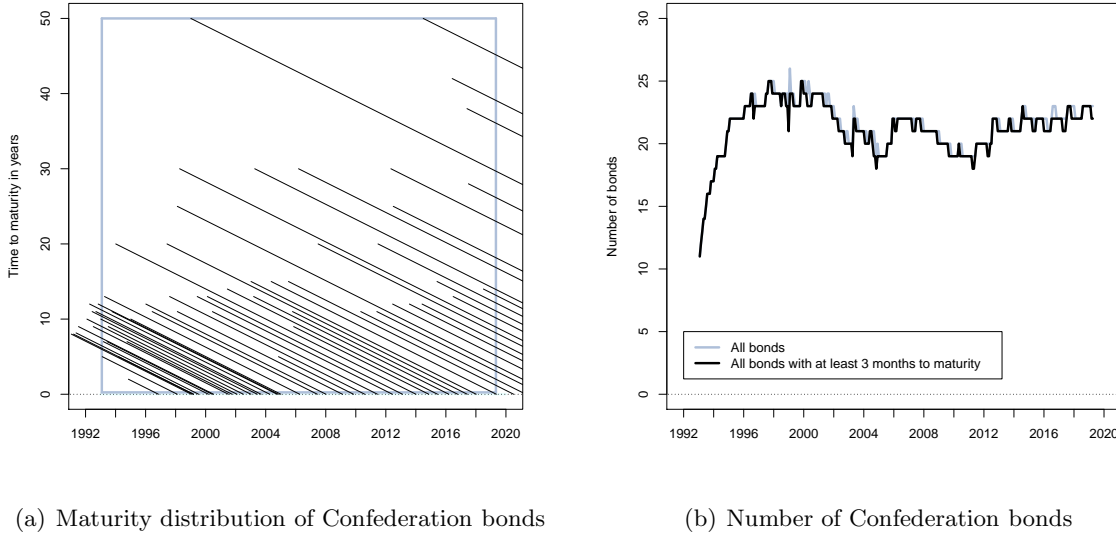 50
40
30
20
10
0
Time to maturity in years
1992 1996 2000 2004 2008 2012 2016 2020
30
25
20
15
10
5
0
Number of bonds
All bonds
All bonds with at least 3 months to maturity
1992 1996 2000 2004 2008 2012 2016 2020
(a) Maturity distribution of Confederation bonds
(b) Number of Confederation bonds